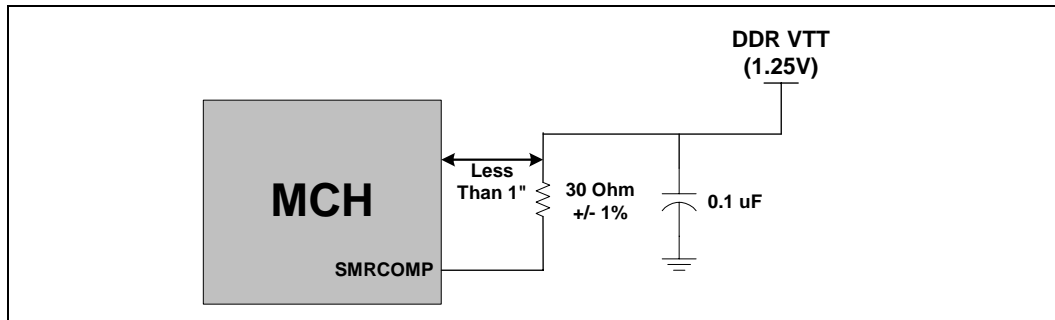 DDR VTT
(1.25V)
Less
Than 1"
30 Ohm
+/- 1%
0.1 uF
MCH
SMRCOMP